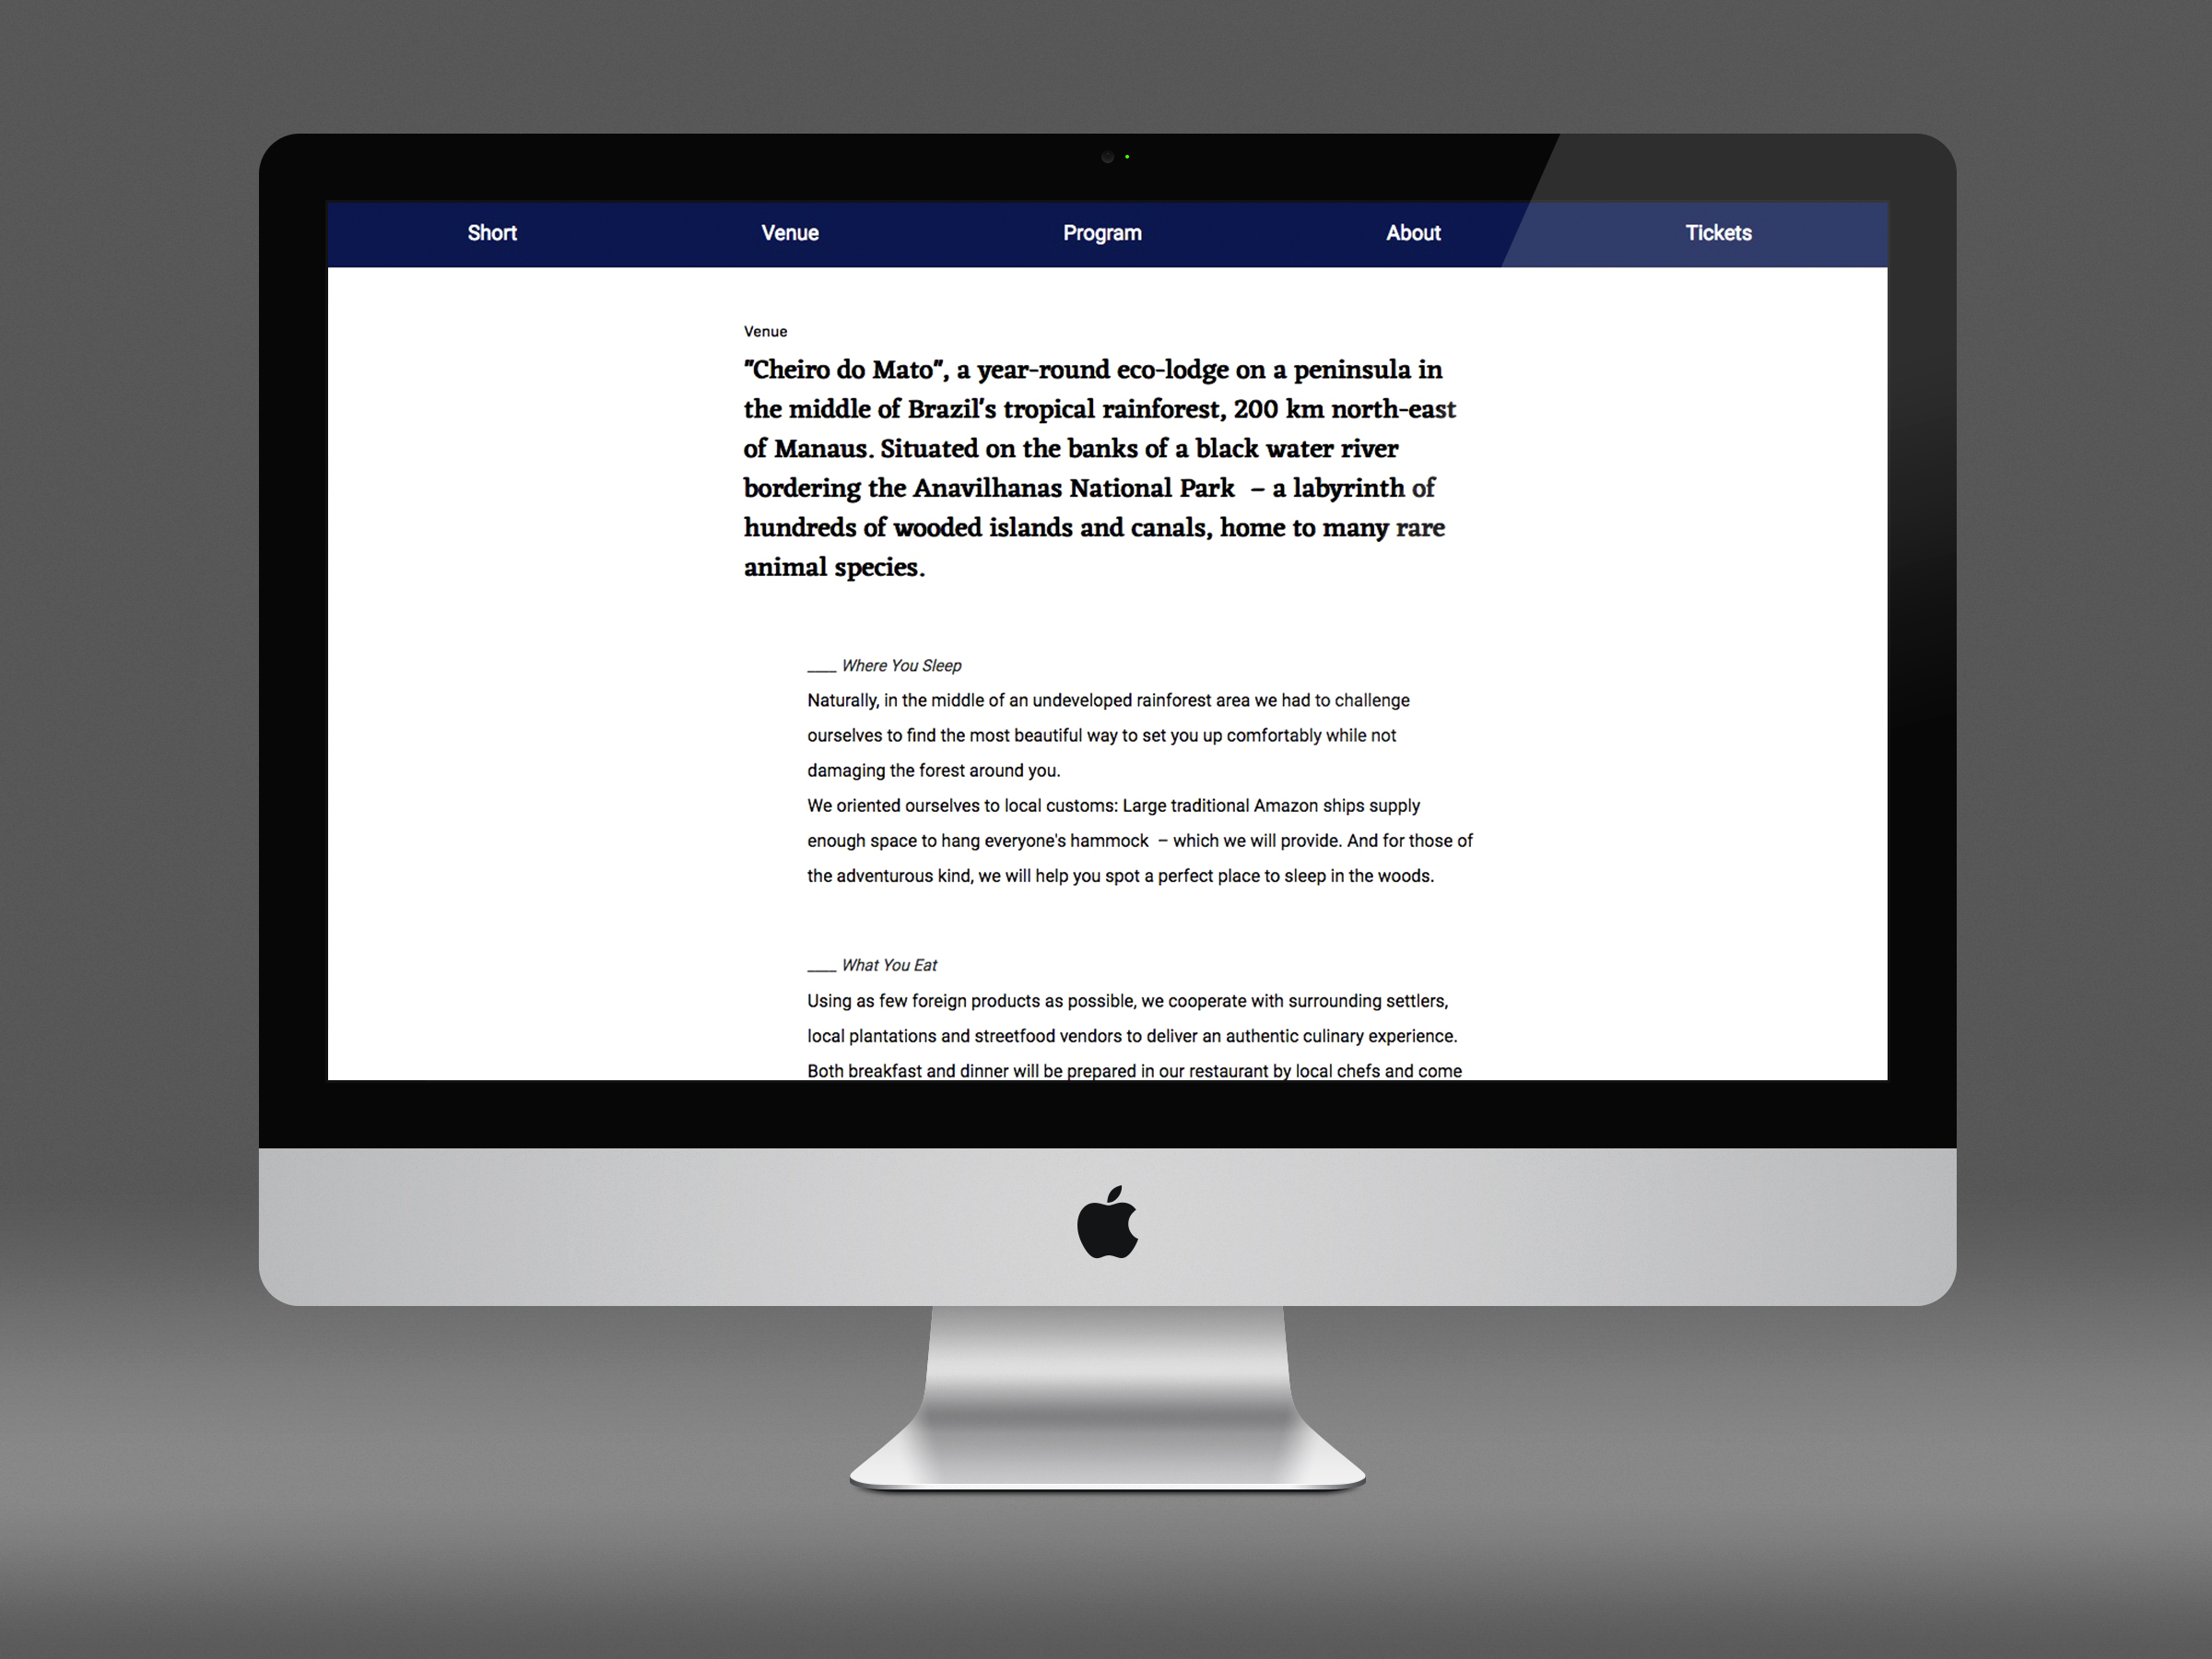 Short Venue Program About Tickets
Venue
"Cheiro do Mato", a year-round eco-lodge on a peninsula in
the middle of Brazil's tropical rainforest, 200 km north-east
of Manaus. Situated on the banks of a black water river
bordering the Anavilhanas National Park – a labyrinth of
hundreds of wooded islands and canals, home to many rare
animal species.
____ Where You Sleep
Naturally, in the middle of an undeveloped rainforest area we had to challenge
ourselves to find the most beautiful way to set you up comfortably while not
damaging the forest around you.
We oriented ourselves to local customs: Large traditional Amazon ships supply
enough space to hang everyone's hammock – which we will provide. And for those of
the adventurous kind, we will help you spot a perfect place to sleep in the woods.
____ What You Eat
Using as few foreign products as possible, we cooperate with surrounding settlers,
local plantations and streetfood vendors to deliver an authentic culinary experience.
Both breakfast and dinner will be prepared in our restaurant by local chefs and come